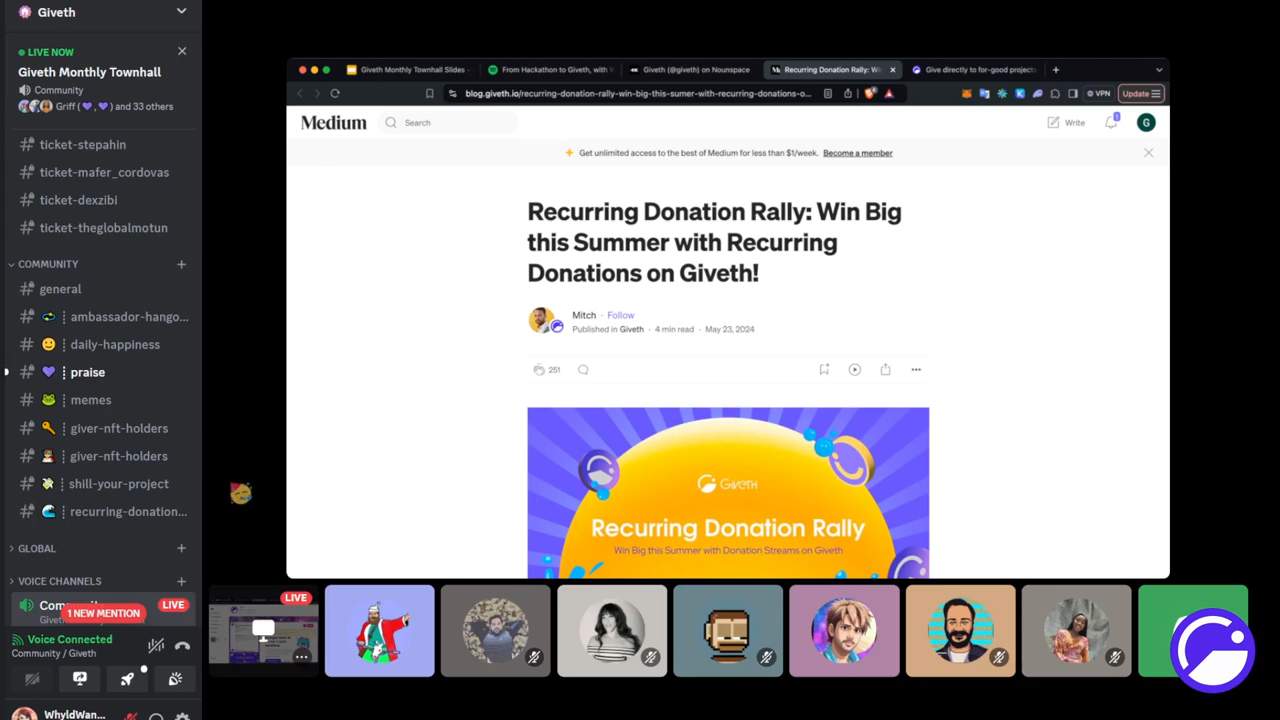 Giveth
LIVE NOW
Giveth Monthly Townhall
Community
Griff ( 💜 , 💜 ) and 33 others
ticket-stepahin
ticket-mafer_cordovas
ticket-dexzibi
ticket-theglobalmotun
COMMUNITY
general
ambassador-hango...
daily-happiness
praise
memes
giver-nft-holders
giver-nft-holders
shill-your-project
recurring-donation...
GLOBAL
VOICE CHANNELS
LIVE
1 NEW MENTION
Voice Connected
Community / Giveth
WhyldWan...
Giveth Monthly Townhall Slides
From Hackathon to Giveth, with
Giveth (@giveth) on Nounspace
Recurring Donation Rally: Wi
Give directly to for-good projects
blog.giveth.io/recurring-donation-rally-win-big-this-sumer-with-recurring-donations-o...
VPN
Update
Medium
Search
Write
1
G
Get unlimited access to the best of Medium for less than $1/week. Become a member
Recurring Donation Rally: Win Big
this Summer with Recurring
Donations on Giveth!
Mitch · Follow
Published in Giveth · 4 min read · May 23, 2024
251
GIVETH
Recurring Donation Rally
Win Big this Summer with Donation Streams on Giveth
LIVE